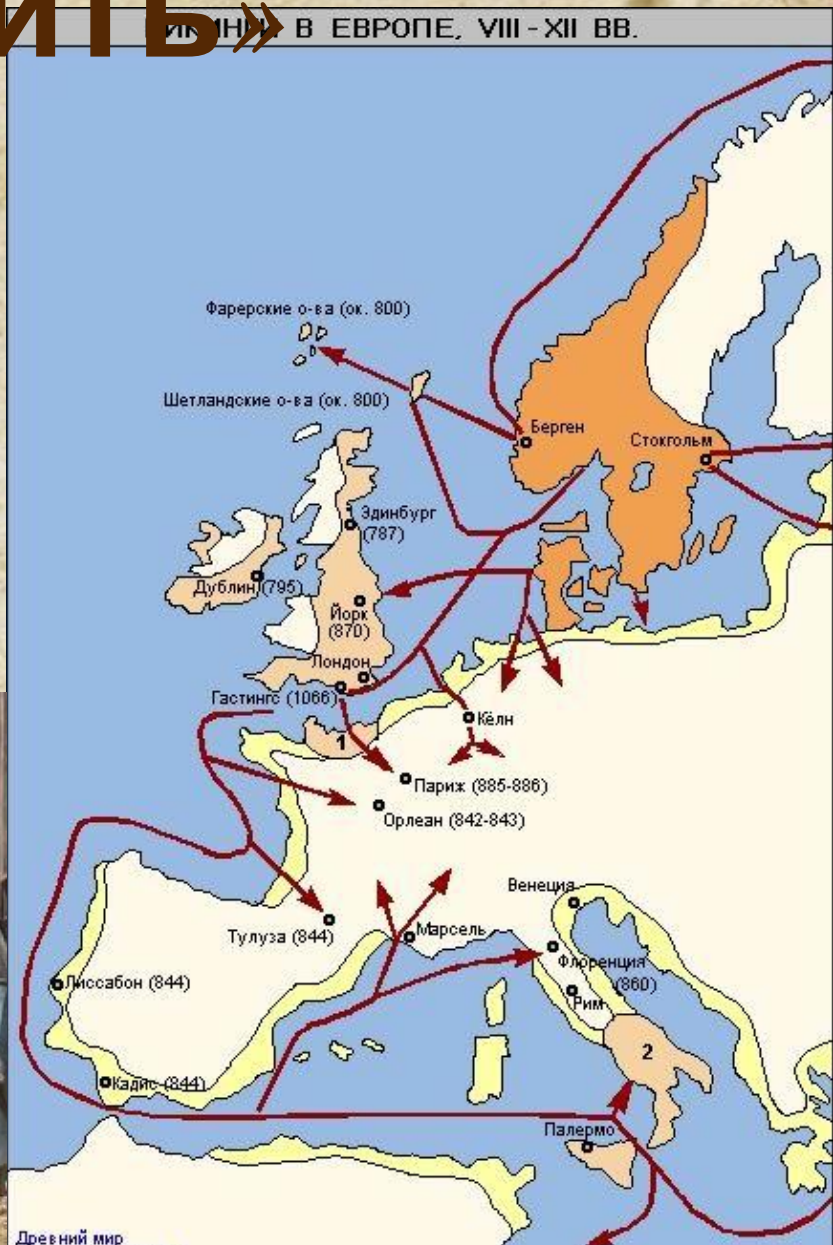 ИТЬ»
В ЕВРОПЕ, VIII - XII ВВ.
Фарерские о-ва (ок. 800)
Шетландские о-ва (ок. 800)
Берген
Стокгольм
Эдинбург
(787)
Дублин (795)
Йорк
(870)
Лондон
Гастингс (1066)
Кёлн
1
Париж (885-886)
Орлеан (842-843)
Венеция
Тулуза (844)
Марсель
Флоренция
(860)
Лиссабон (844)
Рим
2
Кадис (844)
Палермо
Древний мир